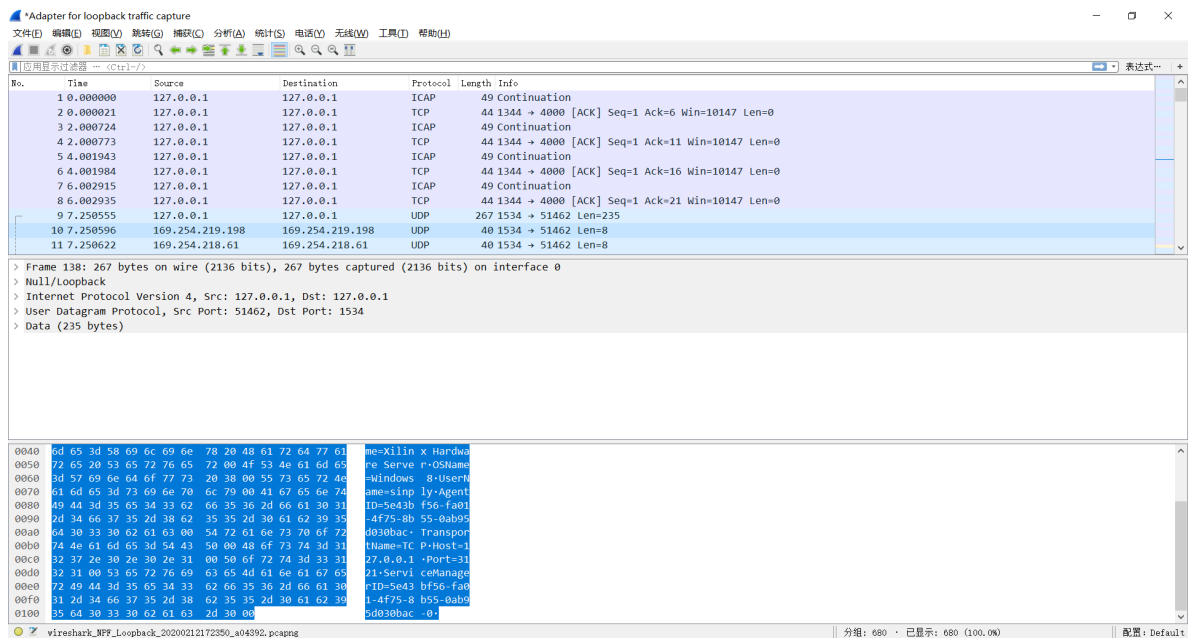 *Adapter for loopback traffic capture
文件(F) 编辑(E) 视图(V) 跳转(G) 捕获(C) 分析(A) 统计(S) 电话(Y) 无线(W) 工具(T) 帮助(H)
应用显示过滤器 … <Ctrl-/> 表达式… +
No. Time Source Destination Protocol Length Info
1 0.000000 127.0.0.1 127.0.0.1 ICAP 49 Continuation
2 0.000021 127.0.0.1 127.0.0.1 TCP 44 1344 → 4000 [ACK] Seq=1 Ack=6 Win=10147 Len=0
3 2.000724 127.0.0.1 127.0.0.1 ICAP 49 Continuation
4 2.000773 127.0.0.1 127.0.0.1 TCP 44 1344 → 4000 [ACK] Seq=1 Ack=11 Win=10147 Len=0
5 4.001943 127.0.0.1 127.0.0.1 ICAP 49 Continuation
6 4.001984 127.0.0.1 127.0.0.1 TCP 44 1344 → 4000 [ACK] Seq=1 Ack=16 Win=10147 Len=0
7 6.002915 127.0.0.1 127.0.0.1 ICAP 49 Continuation
8 6.002935 127.0.0.1 127.0.0.1 TCP 44 1344 → 4000 [ACK] Seq=1 Ack=21 Win=10147 Len=0
9 7.250555 127.0.0.1 127.0.0.1 UDP 267 1534 → 51462 Len=235
10 7.250596 169.254.219.198 169.254.219.198 UDP 40 1534 → 51462 Len=8
11 7.250622 169.254.218.61 169.254.218.61 UDP 40 1534 → 51462 Len=8
> Frame 138: 267 bytes on wire (2136 bits), 267 bytes captured (2136 bits) on interface 0
> Null/Loopback
> Internet Protocol Version 4, Src: 127.0.0.1, Dst: 127.0.0.1
> User Datagram Protocol, Src Port: 51462, Dst Port: 1534
> Data (235 bytes)
0040 6d 65 3d 58 69 6c 69 6e 78 20 48 61 72 64 77 61 me=Xilin x Hardwa
0050 72 65 20 53 65 72 76 65 72 00 4f 53 4e 61 6d 65 re Serve r·OSName
0060 3d 57 69 6e 64 6f 77 73 20 38 00 55 73 65 72 4e =Windows 8·UserN
0070 61 6d 65 3d 73 69 6e 70 6c 79 00 41 67 65 6e 74 ame=sinp ly·Agent
0080 49 44 3d 35 65 34 33 62 66 35 36 2d 66 61 30 31 ID=5e43b f56-fa01
0090 2d 34 66 37 35 2d 38 62 35 35 2d 30 61 62 39 35 -4f75-8b 55-0ab95
00a0 64 30 33 30 62 61 63 00 54 72 61 6e 73 70 6f 72 d030bac· Transpor
00b0 74 4e 61 6d 65 3d 54 43 50 00 48 6f 73 74 3d 31 tName=TC P·Host=1
00c0 32 37 2e 30 2e 30 2e 31 00 50 6f 72 74 3d 33 31 27.0.0.1 ·Port=31
00d0 32 31 00 53 65 72 76 69 63 65 4d 61 6e 61 67 65 21·Servi ceManage
00e0 72 49 44 3d 35 65 34 33 62 66 35 36 2d 66 61 30 rID=5e43 bf56-fa0
00f0 31 2d 34 66 37 35 2d 38 62 35 35 2d 30 61 62 39 1-4f75-8 b55-0ab9
0100 35 64 30 33 30 62 61 63 2d 30 00 5d030bac -0·
wireshark_NPF_Loopback_20200212172350_a04392.pcapng 分组: 680 · 已显示: 680 (100.0%) 配置: Default